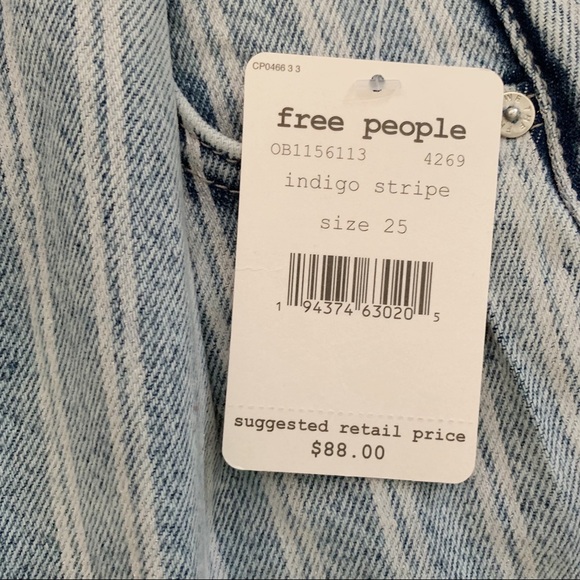 CP0466 3 3
free people
OB1156113 4269
indigo stripe
size 25
1 94374 63020 5
suggested retail price
$88.00